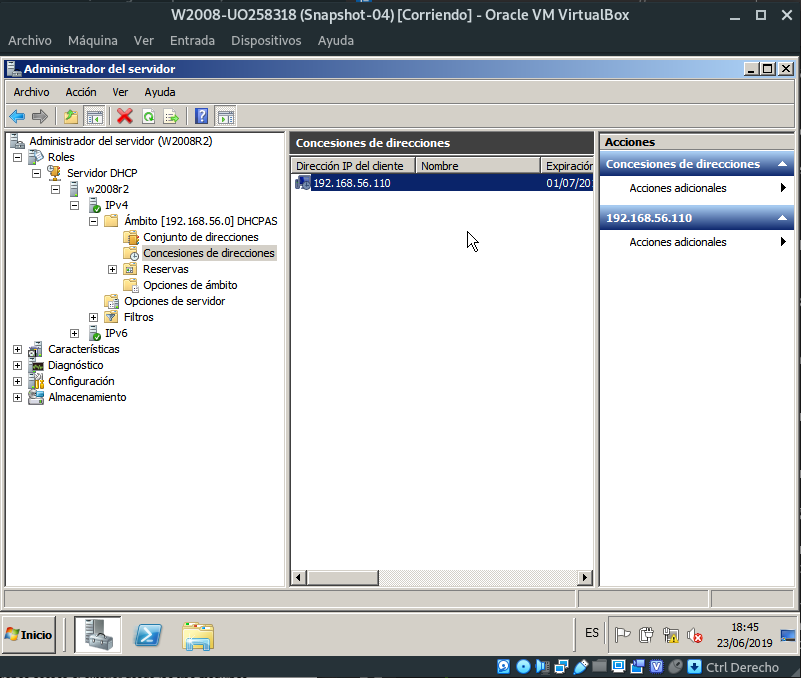 W2008-UO258318 (Snapshot-04) [Corriendo] - Oracle VM VirtualBox
Archivo Máquina Ver Entrada Dispositivos Ayuda
Administrador del servidor
Archivo Acción Ver Ayuda
Administrador del servidor (W2008R2)
Roles
Servidor DHCP
w2008r2
IPv4
Ámbito [192.168.56.0] DHCPAS
Conjunto de direcciones
Concesiones de direcciones
Reservas
Opciones de ámbito
Opciones de servidor
Filtros
IPv6
Características
Diagnóstico
Configuración
Almacenamiento
Concesiones de direcciones
Dirección IP del cliente Nombre Expiración
192.168.56.110 01/07/201
Acciones
Concesiones de direcciones
Acciones adicionales
192.168.56.110
Acciones adicionales
Inicio
ES
18:45
23/06/2019
Ctrl Derecho